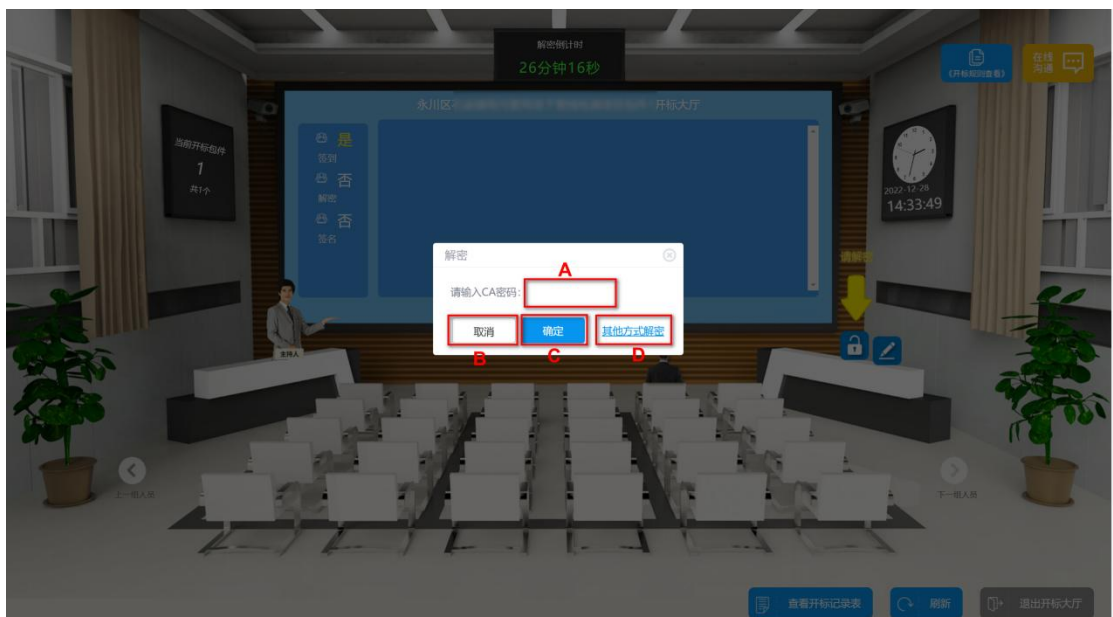 解密倒计时
26分钟16秒
《开标规则查看》
在线
沟通
永川区
开标大厅
当前开标包件
1
共1个
是
签到
否
解密
否
签名
2022-12-28
14:33:49
请解密
解密
A
请输入CA密码:
取消
确定
其他方式解密
B
C
D
主持人
上一组人员
下一组人员
查看开标记录表
刷新
退出开标大厅